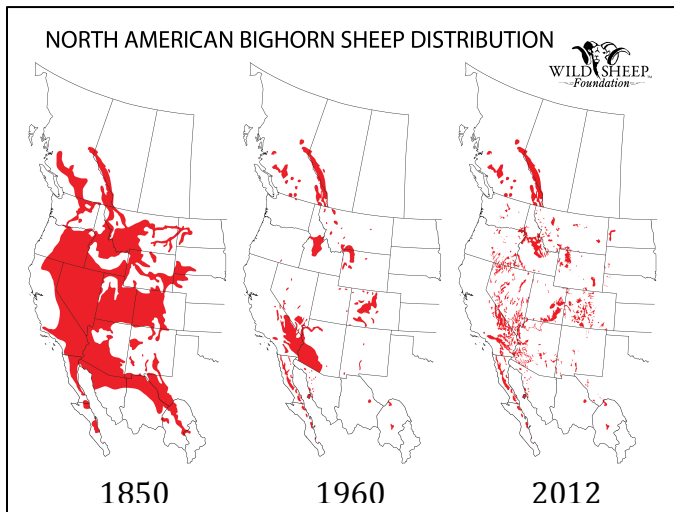 NORTH AMERICAN BIGHORN SHEEP DISTRIBUTION
WILD SHEEP
Foundation
1850
1960
2012